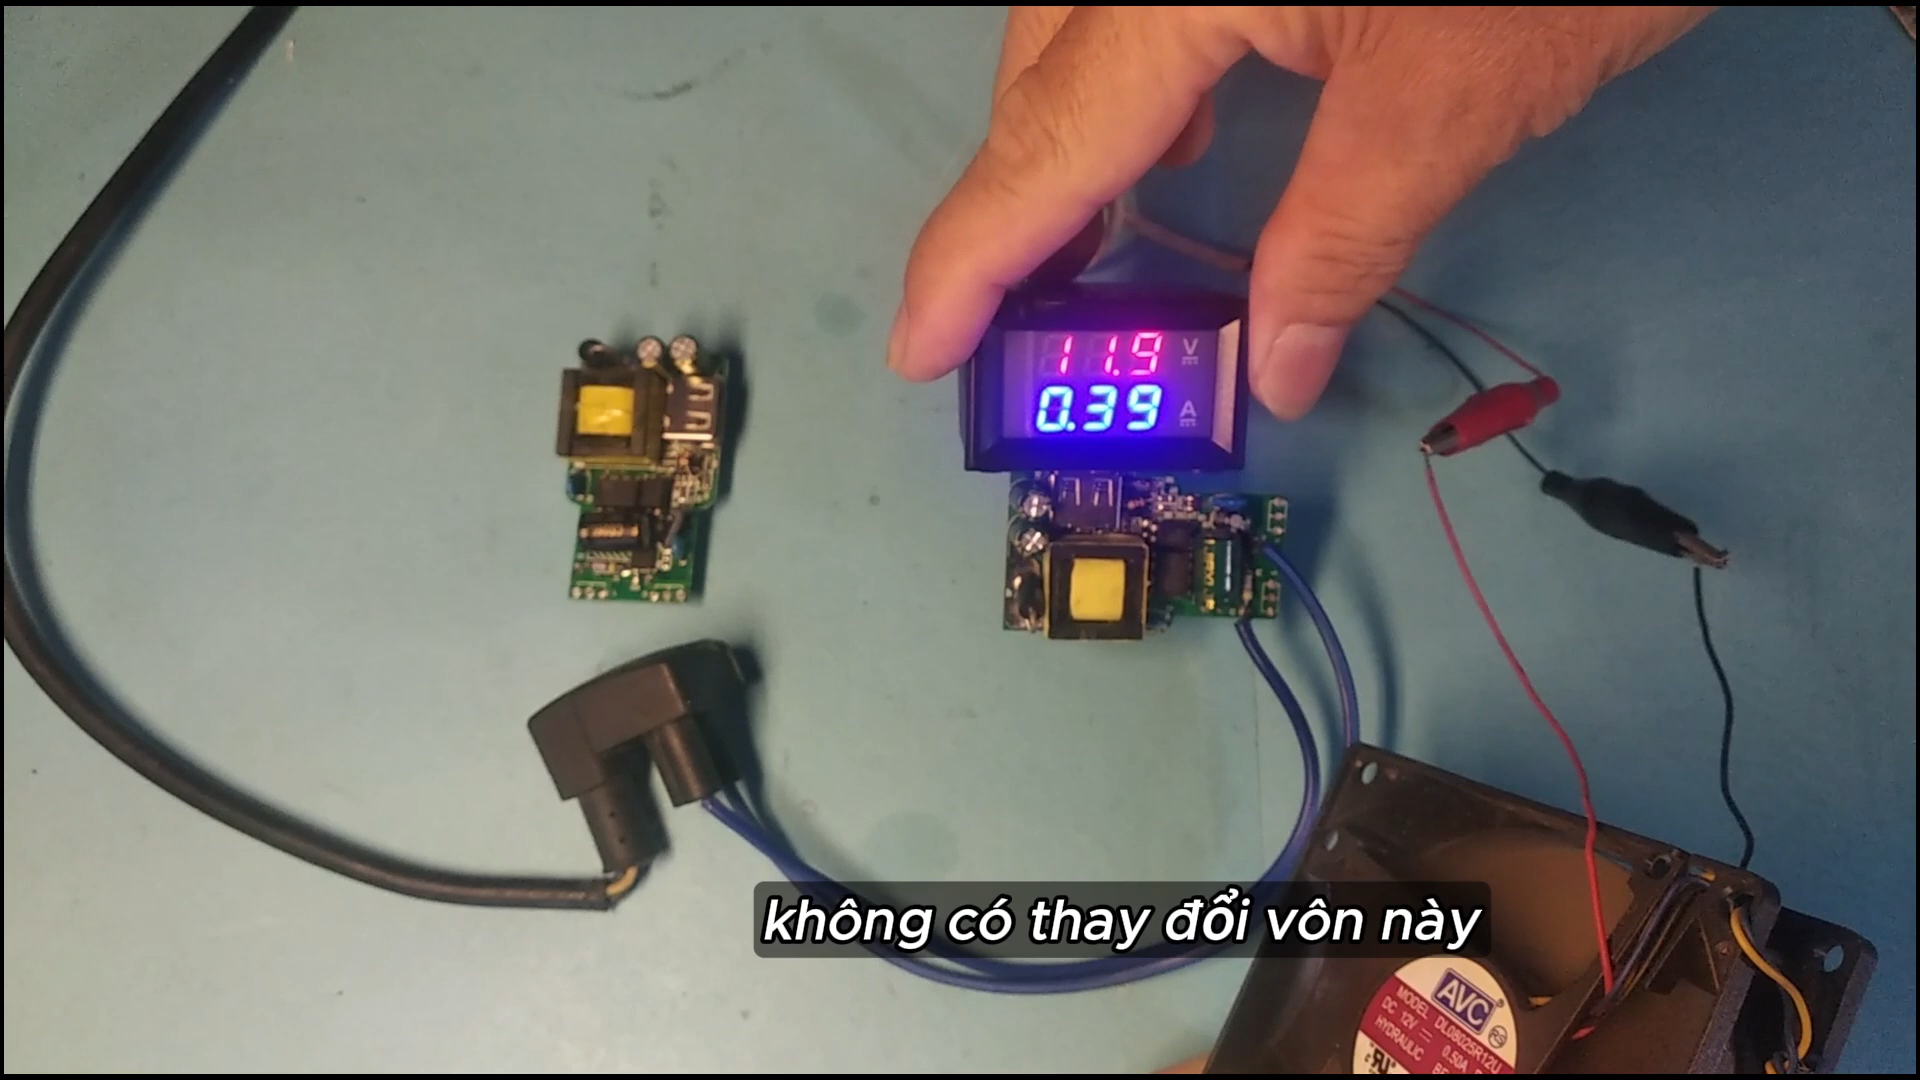 11.9 V
0.39 A
không có thay đổi vôn này
AVC
MODEL DL08025R12U
DC 12V 0.50A
HYDRAULIC